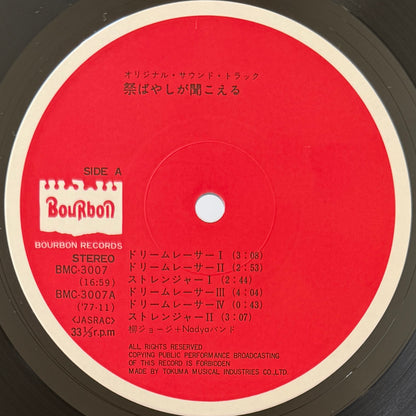 オリジナル・サウンド・トラック
祭ばやしが聞こえる
SIDE A
Bourbon
BOURBON RECORDS
STEREO
BMC-3007
(16:59)
BMC-3007A
('77-11)
<JASRAC>
33⅓r.p.m
ドリームレーサーⅠ(3:08)
ドリームレーサーⅡ(2:53)
ストレンジャーⅠ(2:44)
ドリームレーサーⅢ(4:04)
ドリームレーサーⅣ(0:43)
ストレンジャーⅡ(3:07)
柳ジョージ+Nadyaバンド
ALL RIGHTS RESERVED
COPYING PUBLIC PERFORMANCE BROADCASTING
OF THIS RECORD IS FORBIDDEN
MADE BY TOKUMA MUSICAL INDUSTRIES CO.,LTD.